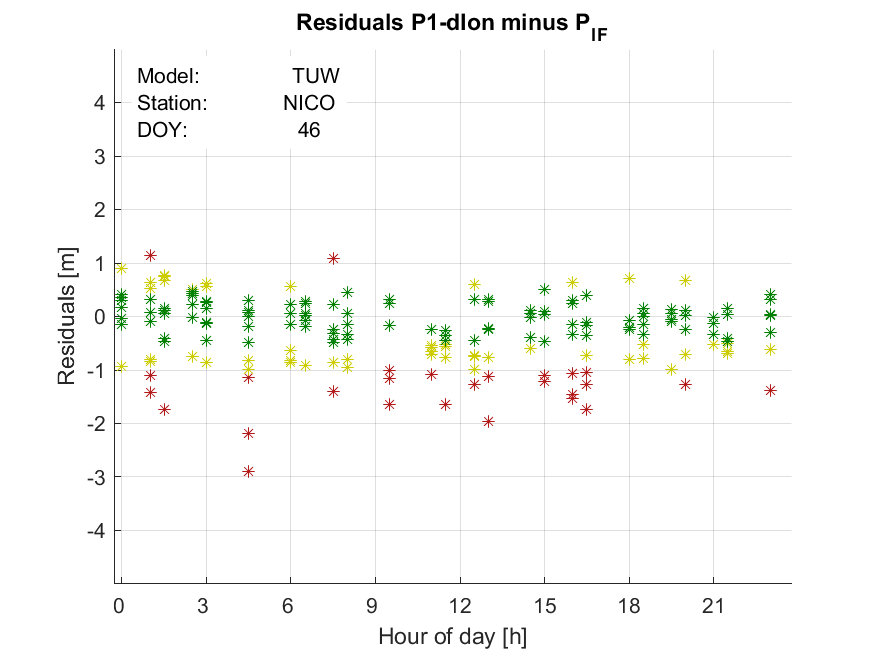 Residuals P1-dIon minus P_IF
Model: TUW
Station: NICO
DOY: 46
4
3
2
1
0
-1
-2
-3
-4
Residuals [m]
0 3 6 9 12 15 18 21
Hour of day [h]